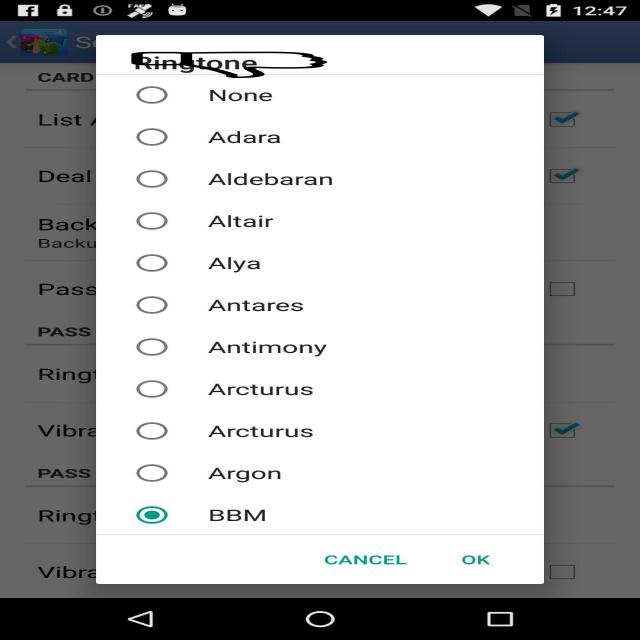 12:47
Se
CARD
List A
Deal
Back
Backu
Pass
PASS
Ringt
Vibra
PASS
Ringt
Vibra
Ringtone
None
Adara
Aldebaran
Altair
Alya
Antares
Antimony
Arcturus
Arcturus
Argon
BBM
CANCEL OK